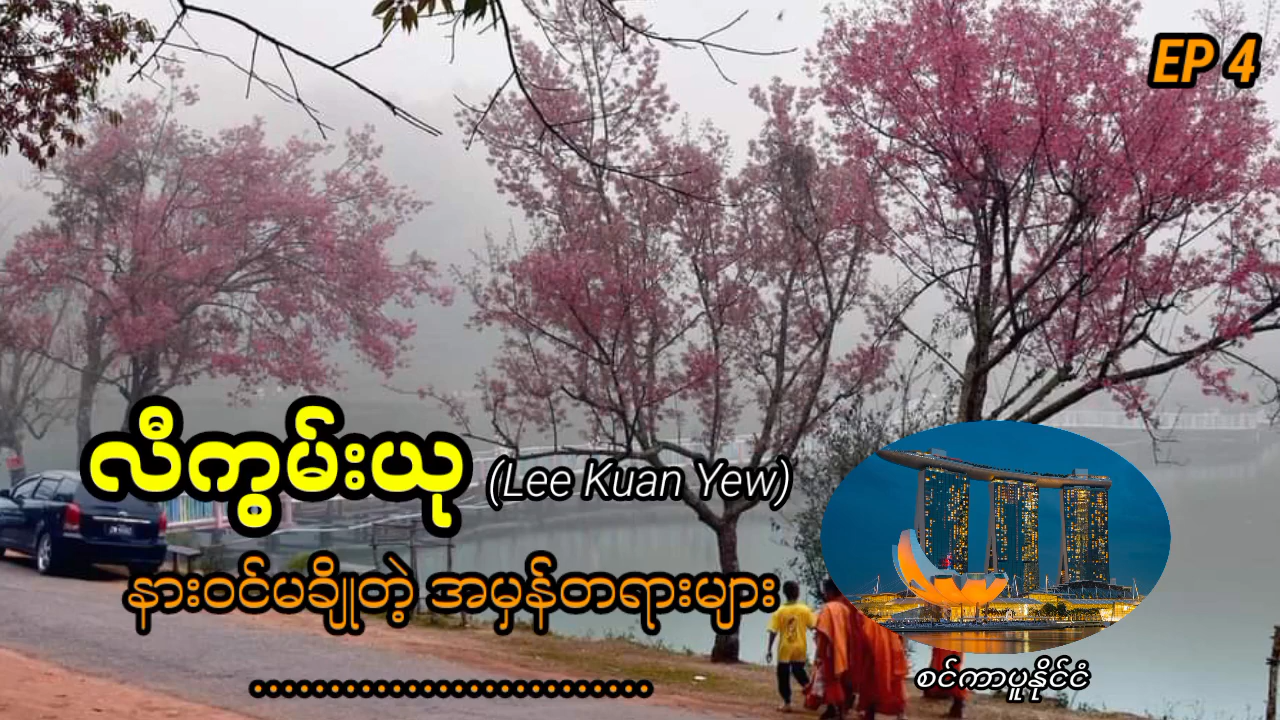 EP 4
လီကွမ်းယု (Lee Kuan Yew)
နားဝင်မချိုတဲ့ အမှန်တရားများ
..........................
စင်ကာပူနိုင်ငံ